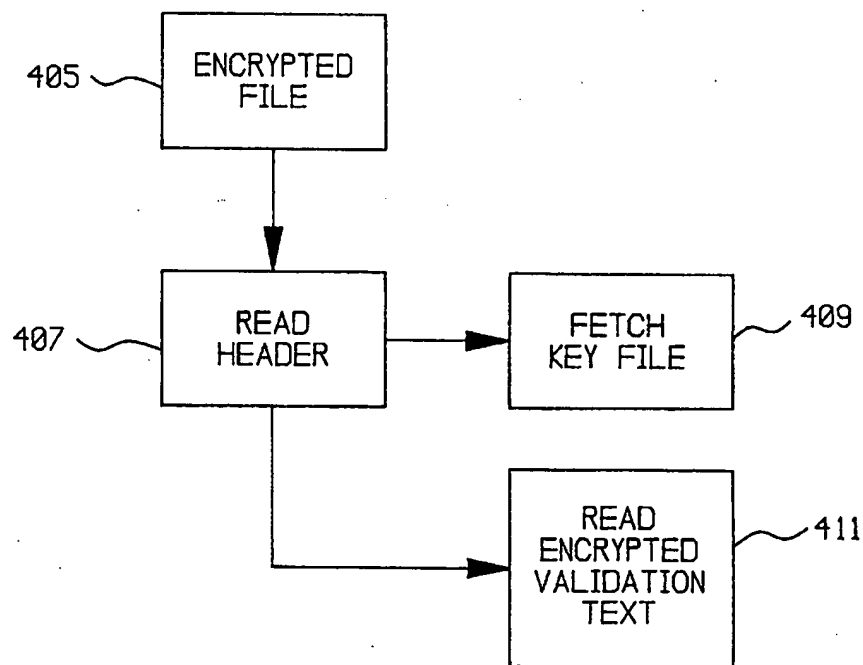 405
ENCRYPTED
FILE
407
READ
HEADER
FETCH
KEY FILE
409
READ
ENCRYPTED
VALIDATION
TEXT
411